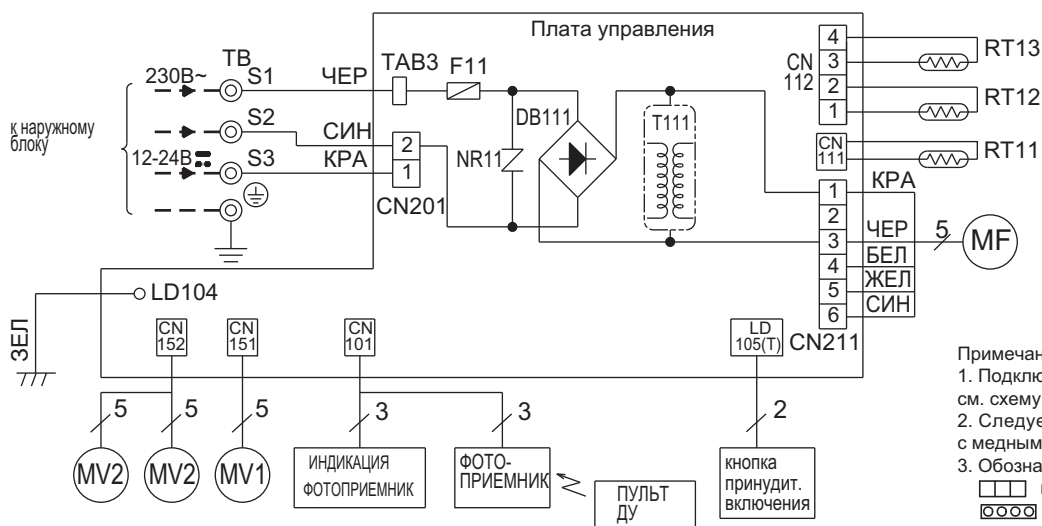 Плата управления
ТВ
230В~
S1
ЧЕР
TAB3
F11
к наружному
блоку
S2
СИН
12-24В
S3
КРА
2
1
CN201
NR11
DB111
T111
4
3
2
1
CN
112
RT13
RT12
CN
111
RT11
1
2
3
4
5
6
КРА
ЧЕР
БЕЛ
ЖЕЛ
СИН
5
MF
CN211
LD104
ЗЕЛ
CN
152
CN
151
CN
101
LD
105(T)
5
5
5
3
3
2
MV2
MV2
MV1
ИНДИКАЦИЯ
ФОТОПРИЕМНИК
ФОТО-
ПРИЕМНИК
ПУЛЬТ
ДУ
кнопка
принудит.
включения
Примечан
1. Подклю
см. схему
2. Следуе
с медным
3. Обозна